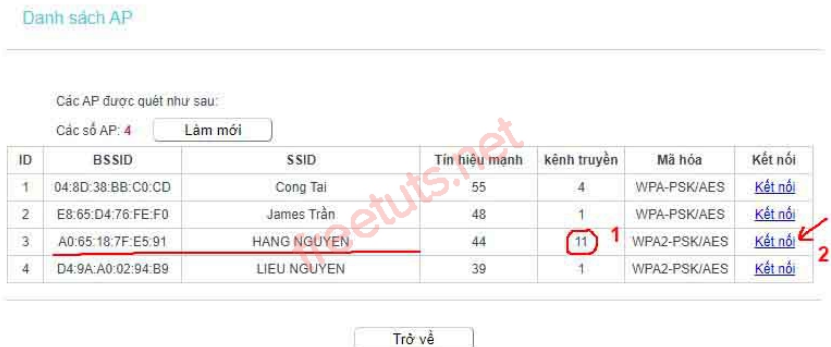 Danh sách AP
Các AP được quét như sau:
Các số AP: 4 Làm mới
ID BSSID SSID Tín hiệu mạnh kênh truyền Mã hóa Kết nối
1 04:8D:38:BB:C0:CD Cong Tai 55 4 WPA-PSK/AES Kết nối
2 E8:65:D4:76:FE:F0 James Trần 48 1 WPA-PSK/AES Kết nối
3 A0:65:18:7F:E5:91 HANG NGUYEN 44 11 1 WPA2-PSK/AES Kết nối 2
4 D4:9A:A0:02:94:B9 LIEU NGUYEN 39 1 WPA2-PSK/AES Kết nối
freetuts.net
Trở về